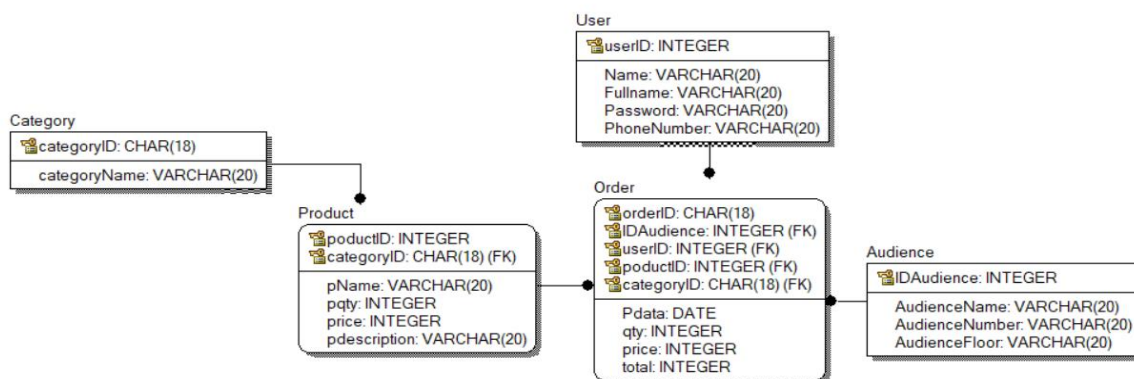 User
userID: INTEGER
Name: VARCHAR(20)
Fullname: VARCHAR(20)
Password: VARCHAR(20)
PhoneNumber: VARCHAR(20)
Category
categoryID: CHAR(18)
categoryName: VARCHAR(20)
Product
poductID: INTEGER
categoryID: CHAR(18) (FK)
pName: VARCHAR(20)
pqty: INTEGER
price: INTEGER
pdescription: VARCHAR(20)
Order
orderID: CHAR(18)
IDAudience: INTEGER (FK)
userID: INTEGER (FK)
poductID: INTEGER (FK)
categoryID: CHAR(18) (FK)
Pdata: DATE
qty: INTEGER
price: INTEGER
total: INTEGER
Audience
IDAudience: INTEGER
AudienceName: VARCHAR(20)
AudienceNumber: VARCHAR(20)
AudienceFloor: VARCHAR(20)